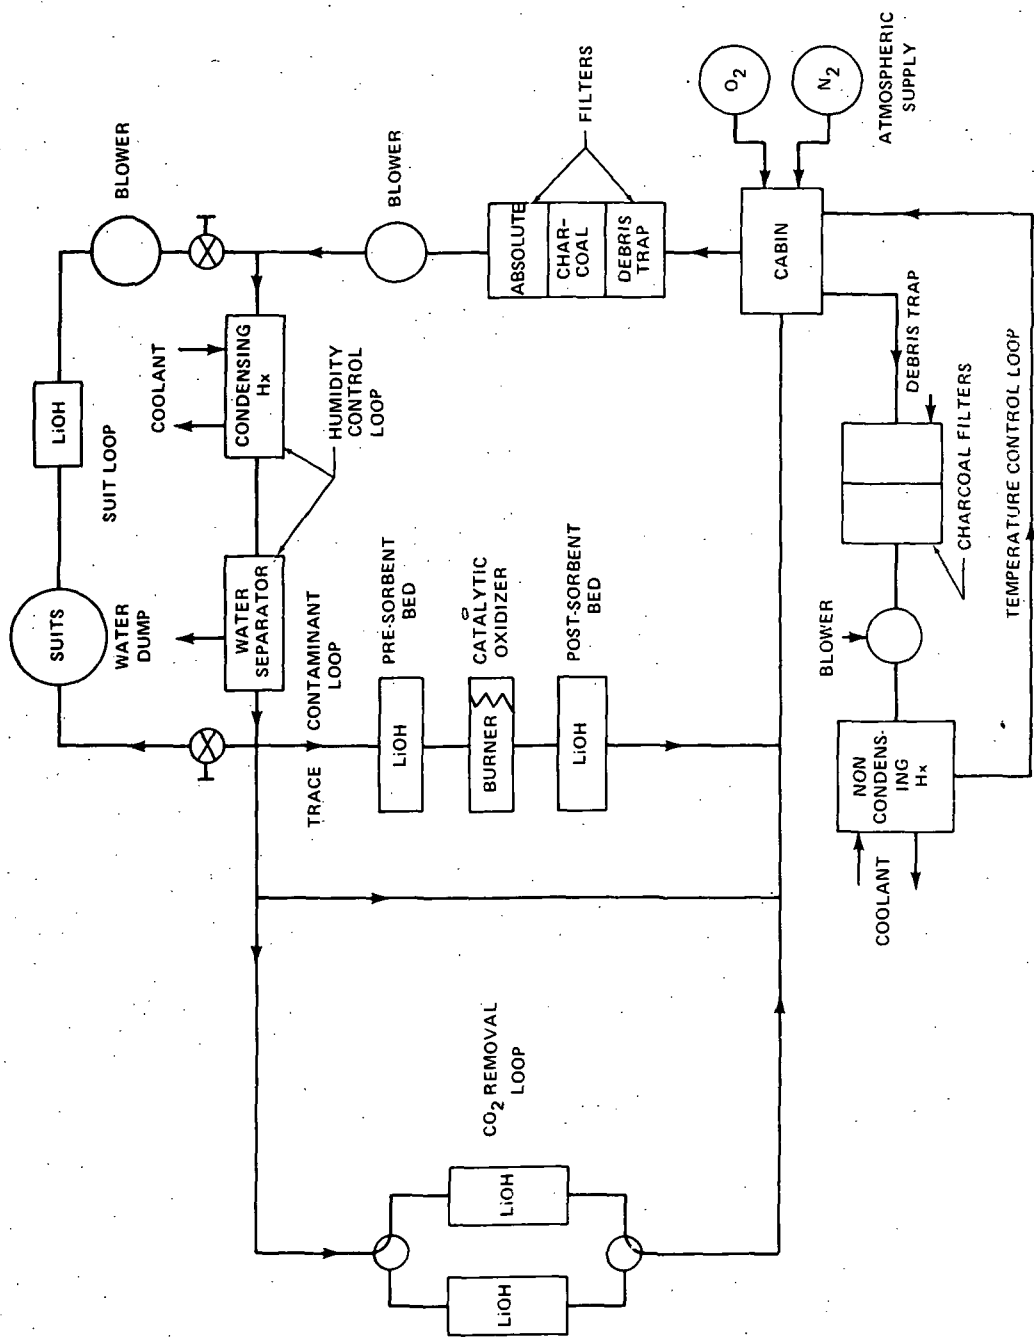 BLOWER
LiOH
SUIT LOOP
SUITS
WATER
DUMP
COOLANT
CONDENSING
Hx
HUMIDITY
CONTROL
LOOP
WATER
SEPARATOR
BLOWER
ABSOLUTE
CHAR-
COAL
DEBRIS
TRAP
FILTERS
O2
N2
ATMOSPHERIC
SUPPLY
CABIN
TRACE CONTAMINANT
LOOP
PRE-SORBENT
BED
LiOH
CATALYTIC
OXIDIZER
BURNER
POST-SORBENT
BED
LiOH
DEBRIS TRAP
CHARCOAL FILTERS
TEMPERATURE CONTROL LOOP
BLOWER
NON
CONDENS-
ING
Hx
COOLANT
CO2 REMOVAL
LOOP
LiOH
LiOH